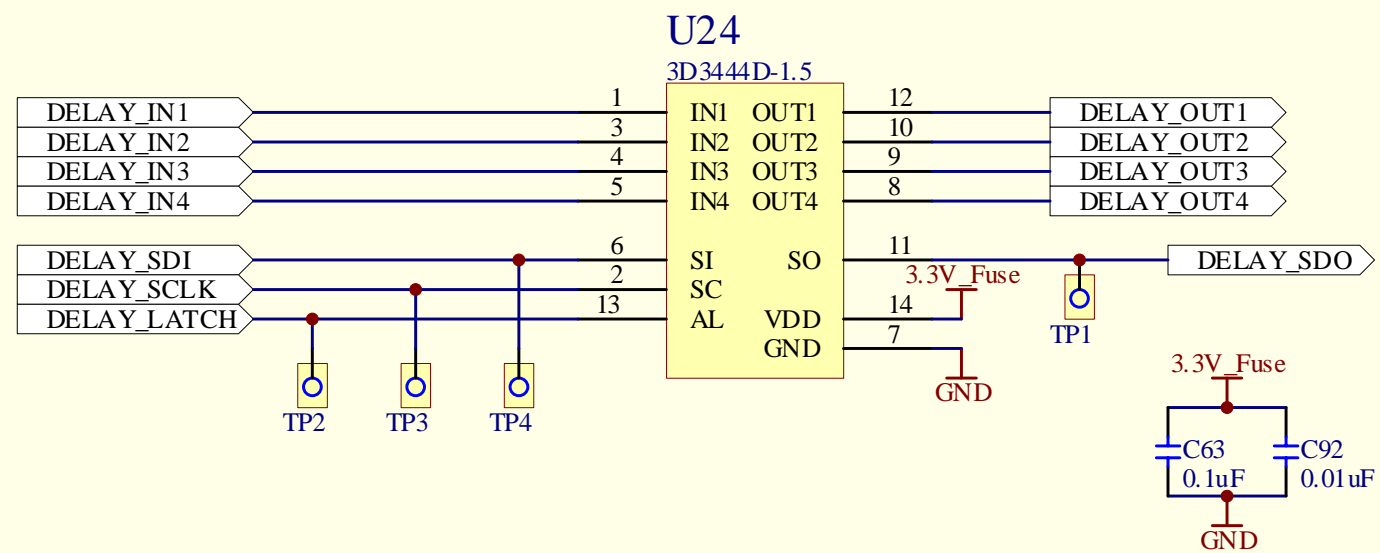 U24
3D3444D-1.5
DELAY_IN1 1 IN1 OUT1 12 DELAY_OUT1
DELAY_IN2 3 IN2 OUT2 10 DELAY_OUT2
DELAY_IN3 4 IN3 OUT3 9 DELAY_OUT3
DELAY_IN4 5 IN4 OUT4 8 DELAY_OUT4
DELAY_SDI 6 SI SO 11 DELAY_SDO
DELAY_SCLK 2 SC 3.3V_Fuse
DELAY_LATCH 13 AL VDD 14 TP1
GND 7
GND
TP2 TP3 TP4
3.3V_Fuse
C63 C92
0.1uF 0.01uF
GND